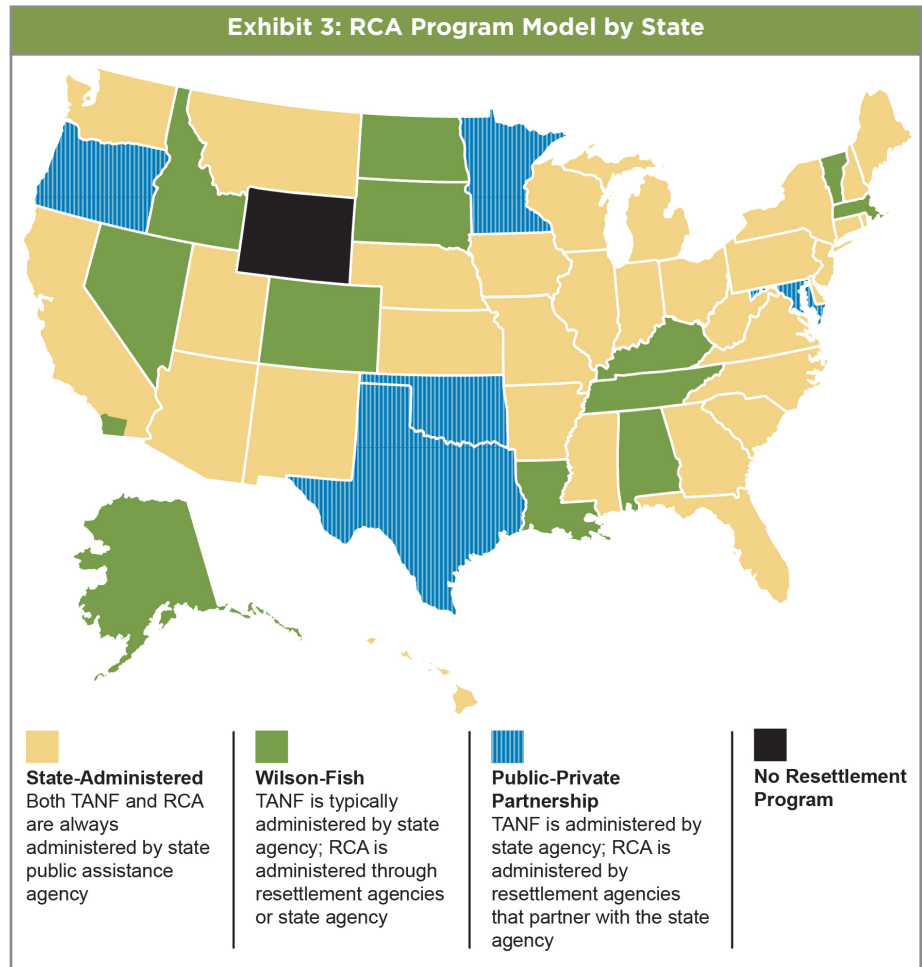 Exhibit 3: RCA Program Model by State
State-Administered
Both TANF and RCA
are always
administered by state
public assistance
agency
Wilson-Fish
TANF is typically
administered by state
agency; RCA is
administered through
resettlement agencies
or state agency
Public-Private
Partnership
TANF is administered by
state agency; RCA is
administered by
resettlement agencies
that partner with the state
agency
No Resettlement
Program